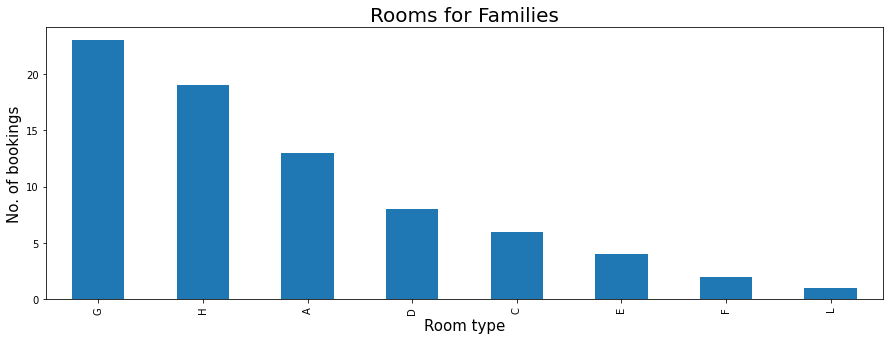 Rooms for Families
No. of bookings
20
15
10
5
0
G H A D C E F L
Room type